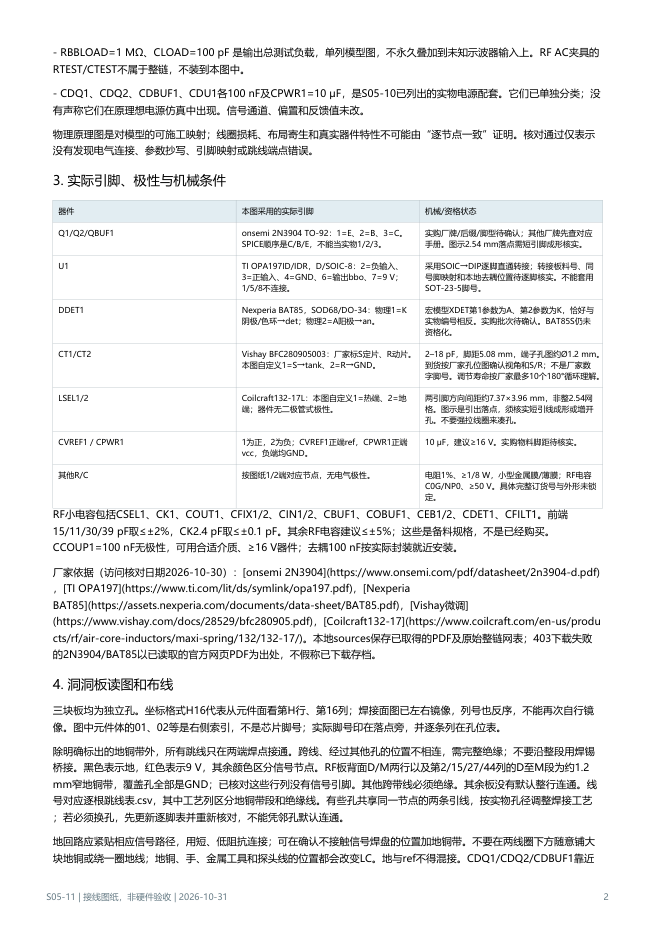 - RBBLOAD=1 MΩ、CLOAD=100 pF 是输出总测试负载，单列模型图，不永久叠加到未知示波器输入上。RF AC夹具的
RTEST/CTEST不属于整链，不装到本图中。
- CDQ1、CDQ2、CDBUF1、CDU1各100 nF及CPWR1=10 μF，是S05-10已列出的实物电源配套。它们已单独分类；没
有声称它们在原理想电源仿真中出现。信号通道、偏置和反馈值未改。
物理原理图是对模型的可施工映射；线圈损耗、布局寄生和真实器件特性不可能由“逐节点一致”证明。核对通过仅表示
没有发现电气连接、参数抄写、引脚映射或跳线端点错误。
3. 实际引脚、极性与机械条件
器件
本图采用的实际引脚
机械/资格状态
Q1/Q2/QBUF1
onsemi 2N3904 TO-92：1=E、2=B、3=C。
SPICE顺序是C/B/E，不能当实物1/2/3。
实购厂牌/后缀/脚型待确认；其他厂牌先查对应
手册。图示2.54 mm落点需短引脚成形核实。
U1
TI OPA197ID/IDR，D/SOIC-8：2=负输入、
3=正输入、4=GND、6=输出bbo、7=9 V；
1/5/8不连接。
采用SOIC→DIP逐脚直通转接；转接板料号、同
号脚映射和本地去耦位置待逐脚核实。不能套用
SOT-23-5脚号。
DDET1
Nexperia BAT85，SOD68/DO-34：物理1=K
阴极/色环→det；物理2=A阳极→an。
宏模型XDET第1参数为A、第2参数为K，恰好与
实物编号相反。实购批次待确认。BAT85S仍未
资格化。
CT1/CT2
Vishay BFC280905003：厂家标S定片、R动片。
本图自定义1=S→tank、2=R→GND。
2–18 pF，脚距5.08 mm，端子孔图约Ø1.2 mm。
到货按厂家孔位图确认视角和S/R；不是厂家数
字脚号。调节寿命按厂家最多10个180°循环理解。
LSEL1/2
Coilcraft132-17L：本图自定义1=热端、2=地
端；器件无二极管式极性。
两引脚方向间距约7.37×3.96 mm，非整2.54网
格。图示是引出落点，须核实短引线成形或增开
孔。不要强拉线圈来凑孔。
CVREF1 / CPWR1
1为正，2为负；CVREF1正端ref，CPWR1正端
vcc，负端均GND。
10 μF，建议≥16 V。实购物料脚距待核实。
其他R/C
按图纸1/2端对应节点，无电气极性。
电阻1%、≥1/8 W，小型金属膜/薄膜；RF电容
C0G/NP0、≥50 V。具体完整订货号与外形未锁
定。
RF小电容包括CSEL1、CK1、COUT1、CFIX1/2、CIN1/2、CBUF1、COBUF1、CEB1/2、CDET1、CFILT1。前端
15/11/30/39 pF取≤±2%，CK2.4 pF取≤±0.1 pF。其余RF电容建议≤±5%；这些是备料规格，不是已经购买。
CCOUP1=100 nF无极性，可用合适介质、≥16 V器件；去耦100 nF按实际封装就近安装。
厂家依据（访问核对日期2026-10-30）：[onsemi 2N3904](https://www.onsemi.com/pdf/datasheet/2n3904-d.pdf)
，[TI OPA197](https://www.ti.com/lit/ds/symlink/opa197.pdf)，[Nexperia
BAT85](https://assets.nexperia.com/documents/data-sheet/BAT85.pdf)，[Vishay微调]
(https://www.vishay.com/docs/28529/bfc280905.pdf)，[Coilcraft132-17](https://www.coilcraft.com/en-us/produ
cts/rf/air-core-inductors/maxi-spring/132/132-17/)。本地sources保存已取得的PDF及原始整链网表；403下载失败
的2N3904/BAT85以已读取的官方网页PDF为出处，不假称已下载存档。
4. 洞洞板读图和布线
三块板均为独立孔。坐标格式H16代表从元件面看第H行、第16列；焊接面图已左右镜像，列号也反序，不能再次自行镜
像。图中元件体的01、02等是右侧索引，不是芯片脚号；实际脚号印在落点旁，并逐条列在孔位表。
除明确标出的地铜带外，所有跳线只在两端焊点接通。跨线、经过其他孔的位置不相连，需完整绝缘；不要沿整段用焊锡
桥接。黑色表示地，红色表示9 V，其余颜色区分信号节点。RF板背面D/M两行以及第2/15/27/44列的D至M段为约1.2
mm窄地铜带，覆盖孔全部是GND；已核对这些行列没有信号引脚。其他跨线必须绝缘。其余板没有默认整行连通。线
号对应逐根跳线表.csv，其中工艺列区分地铜带段和绝缘线。有些孔共享同一节点的两条引线，按实物孔径调整焊接工艺
；若必须换孔，先更新逐脚表并重新核对，不能凭邻孔默认连通。
地回路应紧贴相应信号路径，用短、低阻抗连接；可在确认不接触信号焊盘的位置加地铜带。不要在两线圈下方随意铺大
块地铜或绕一圈地线；地铜、手、金属工具和探头线的位置都会改变LC。地与ref不得混接。CDQ1/CDQ2/CDBUF1靠近
S05-11 | 接线图纸，非硬件验收 | 2026-10-31
2